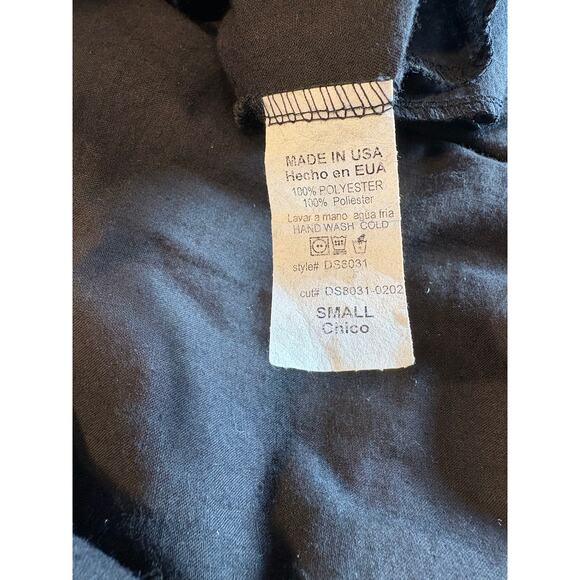 MADE IN USA
Hecho en EUA
100% POLYESTER
100% Poliester
Lavar a mano agua fria
HAND WASH COLD
style# DS8031
cut# DS8031-0202
SMALL
Chico